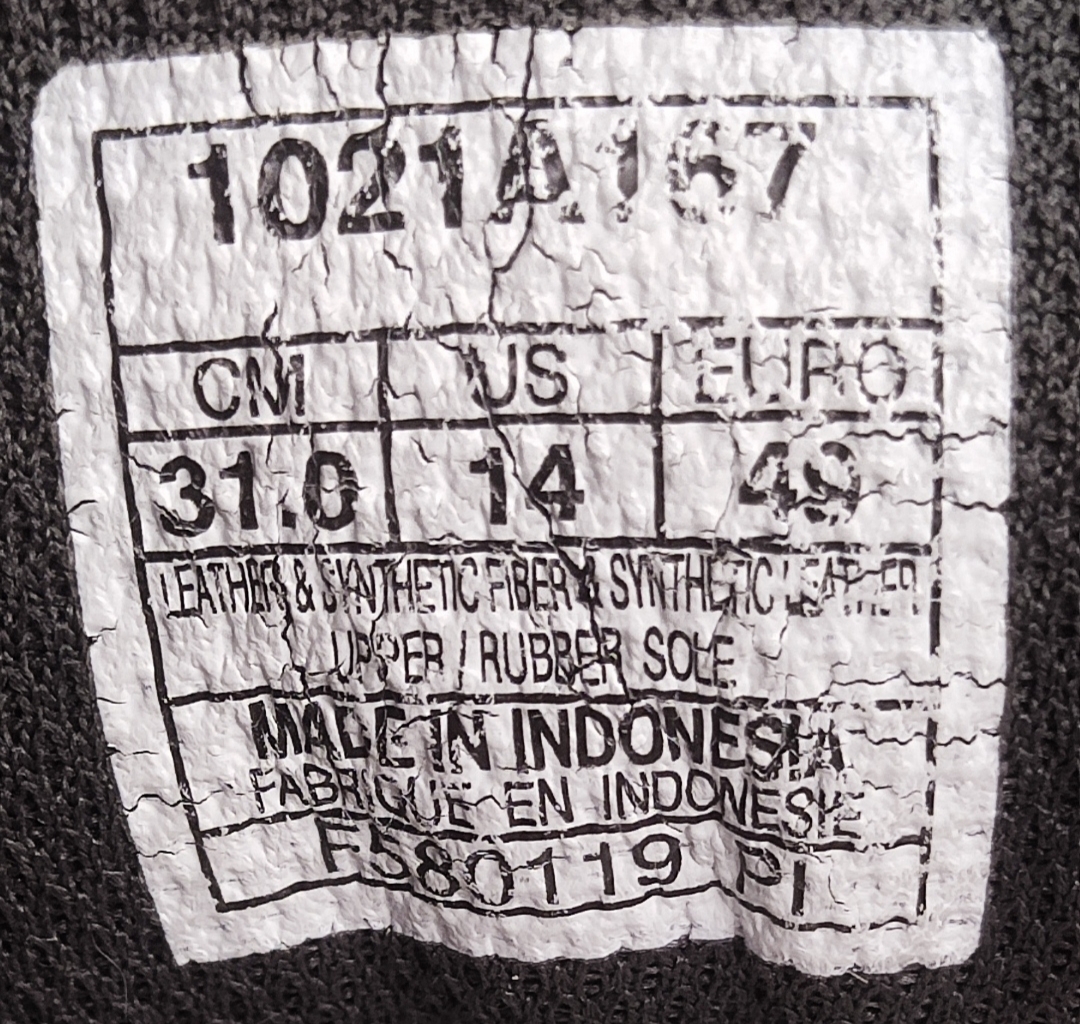 1021A167
CM US EURO
31.0 14 49
LEATHER & SYNTHETIC FIBER & SYNTHETIC LEATHER
UPPER / RUBBER SOLE
MADE IN INDONESIA
FABRIQUE EN INDONESIE
F580119 PI